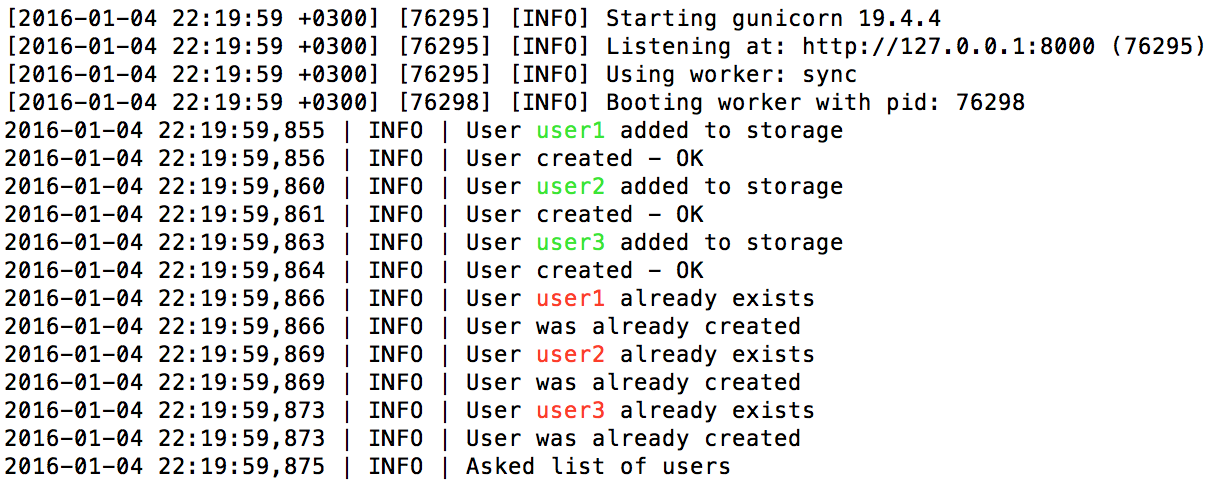 [2016-01-04 22:19:59 +0300] [76295] [INFO] Starting gunicorn 19.4.4
[2016-01-04 22:19:59 +0300] [76295] [INFO] Listening at: http://127.0.0.1:8000 (76295)
[2016-01-04 22:19:59 +0300] [76295] [INFO] Using worker: sync
[2016-01-04 22:19:59 +0300] [76298] [INFO] Booting worker with pid: 76298
2016-01-04 22:19:59,855 | INFO | User user1 added to storage
2016-01-04 22:19:59,856 | INFO | User created - OK
2016-01-04 22:19:59,860 | INFO | User user2 added to storage
2016-01-04 22:19:59,861 | INFO | User created - OK
2016-01-04 22:19:59,863 | INFO | User user3 added to storage
2016-01-04 22:19:59,864 | INFO | User created - OK
2016-01-04 22:19:59,866 | INFO | User user1 already exists
2016-01-04 22:19:59,866 | INFO | User was already created
2016-01-04 22:19:59,869 | INFO | User user2 already exists
2016-01-04 22:19:59,869 | INFO | User was already created
2016-01-04 22:19:59,873 | INFO | User user3 already exists
2016-01-04 22:19:59,873 | INFO | User was already created
2016-01-04 22:19:59,875 | INFO | Asked list of users